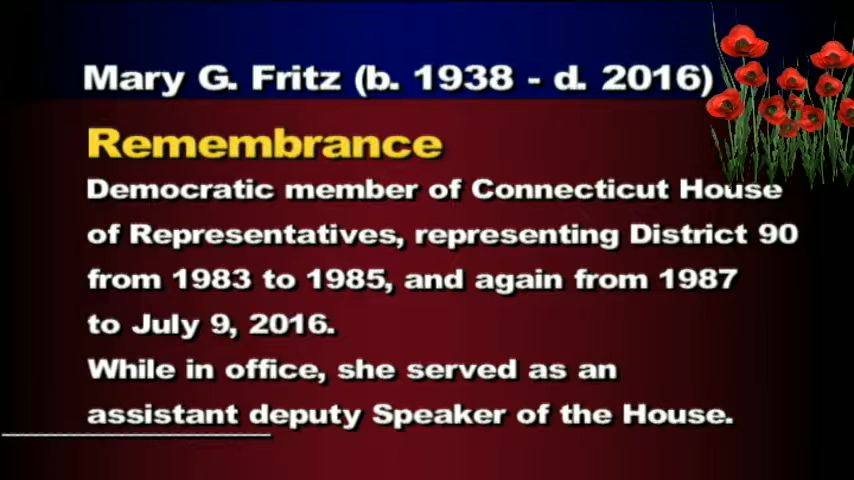 Mary G. Fritz (b. 1938 - d. 2016)
Remembrance
Democratic member of Connecticut House
of Representatives, representing District 90
from 1983 to 1985, and again from 1987
to July 9, 2016.
While in office, she served as an
assistant deputy Speaker of the House.